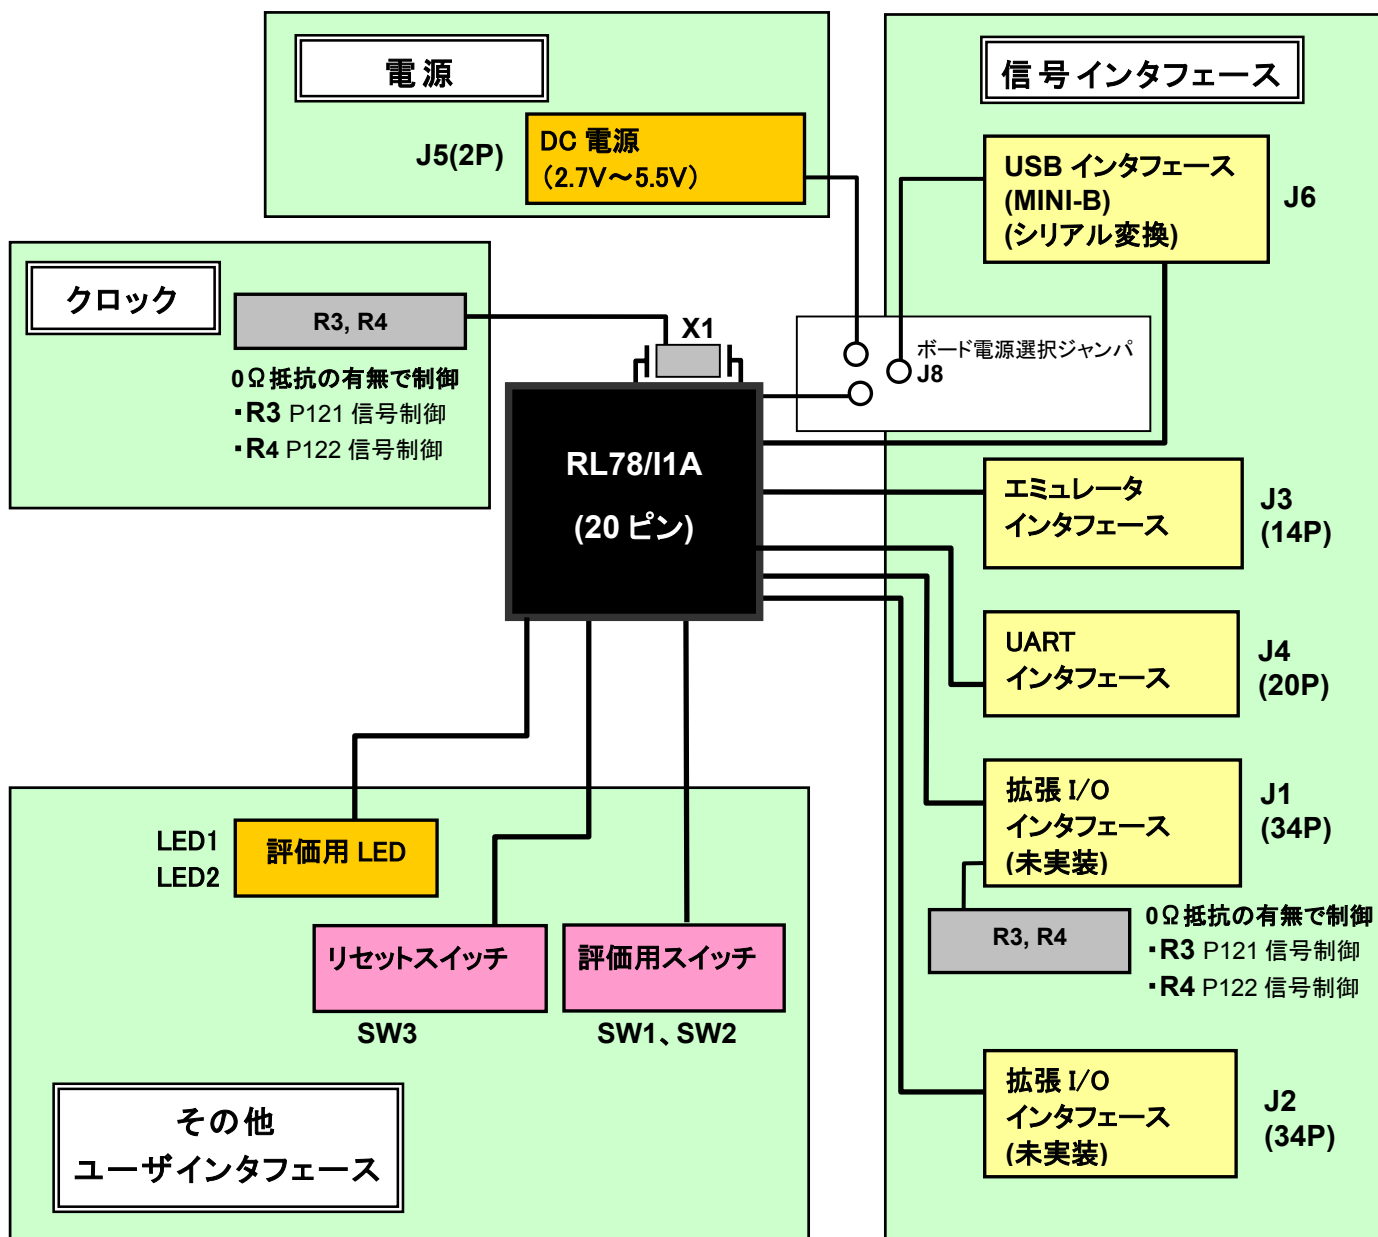 電源
J5(2P)
DC 電源
（2.7V～5.5V）
信号インタフェース
USB インタフェース
(MINI-B)
(シリアル変換)
J6
クロック
R3, R4
0Ω抵抗の有無で制御
・R3 P121 信号制御
・R4 P122 信号制御
X1
ボード電源選択ジャンパ
J8
RL78/I1A
(20 ピン)
エミュレータ
インタフェース
J3
(14P)
UART
インタフェース
J4
(20P)
拡張 I/O
インタフェース
(未実装)
J1
(34P)
R3, R4
0Ω抵抗の有無で制御
・R3 P121 信号制御
・R4 P122 信号制御
拡張 I/O
インタフェース
(未実装)
J2
(34P)
LED1
LED2
評価用 LED
リセットスイッチ
SW3
評価用スイッチ
SW1、SW2
その他
ユーザインタフェース